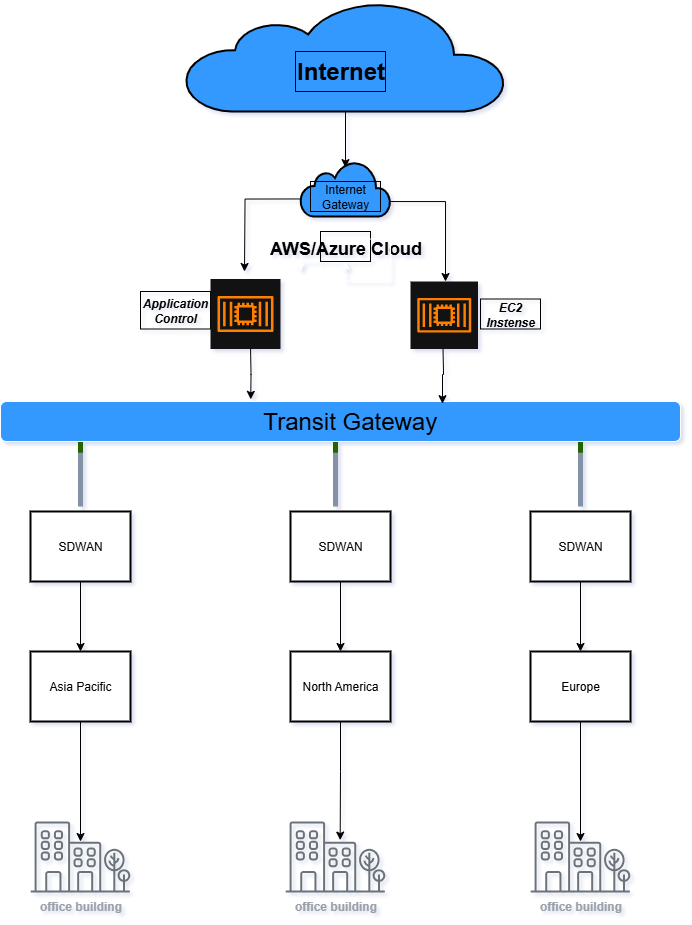 Internet
Internet
Gateway
AWS/Azure Cloud
Application
Control
EC2
Instense
Transit Gateway
SDWAN
SDWAN
SDWAN
Asia Pacific
North America
Europe
office building
office building
office building